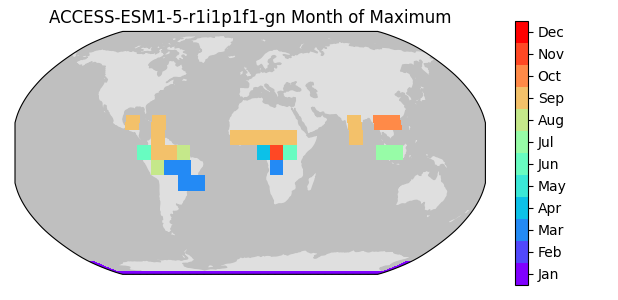 ACCESS-ESM1-5-r1i1p1f1-gn Month of Maximum
Dec
Nov
Oct
Sep
Aug
Jul
Jun
May
Apr
Mar
Feb
Jan